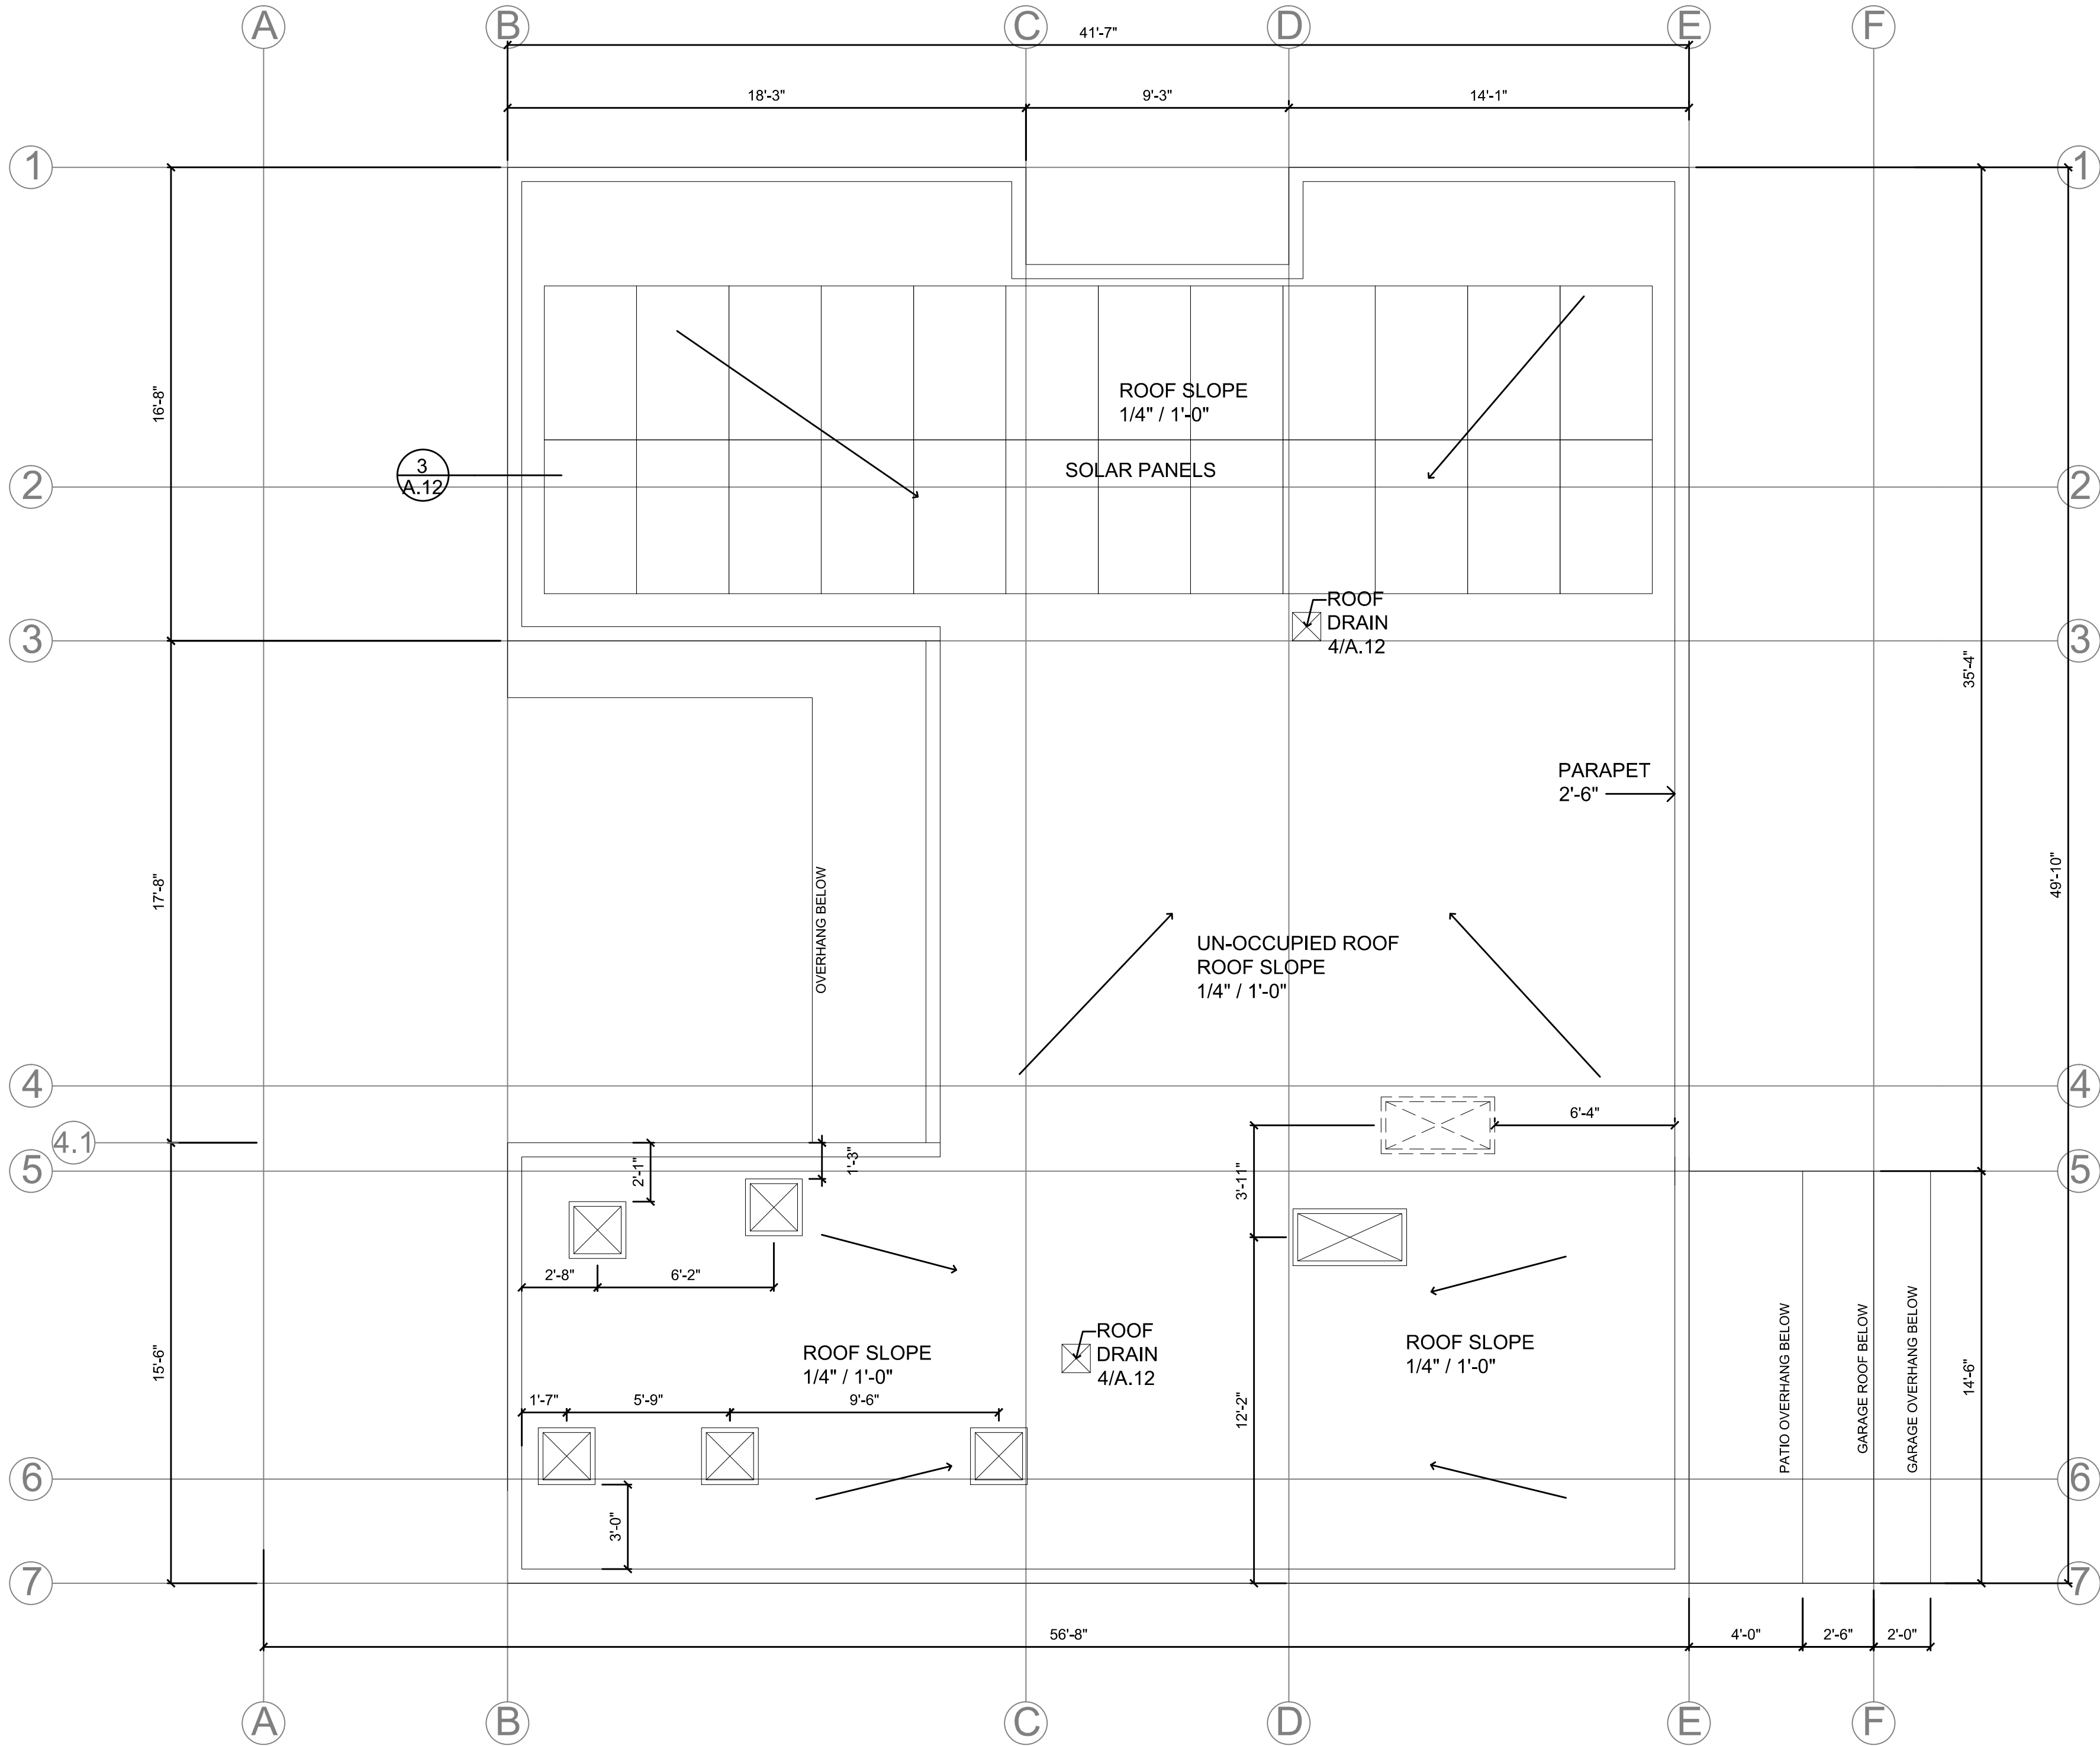 A B C D E F
41'-7"
18'-3" 9'-3" 14'-1"
1 1
16'-8"
ROOF SLOPE
1/4" / 1'-0"
SOLAR PANELS
3
A.12
2 2
ROOF
DRAIN
4/A.12
3 3
35'-4"
PARAPET
2'-6"
17'-8"
OVERHANG BELOW
49'-10"
UN-OCCUPIED ROOF
ROOF SLOPE
1/4" / 1'-0"
4 4
6'-4"
4.1
2'-1"
1'-3"
3'-11"
5 5
2'-8" 6'-2"
ROOF
DRAIN
4/A.12
ROOF SLOPE
1/4" / 1'-0"
ROOF SLOPE
1/4" / 1'-0"
15'-6"
1'-7" 5'-9" 9'-6"
12'-2"
PATIO OVERHANG BELOW
GARAGE ROOF BELOW
GARAGE OVERHANG BELOW
14'-6"
6 6
3'-0"
7 7
56'-8" 4'-0" 2'-6" 2'-0"
A B C D E F